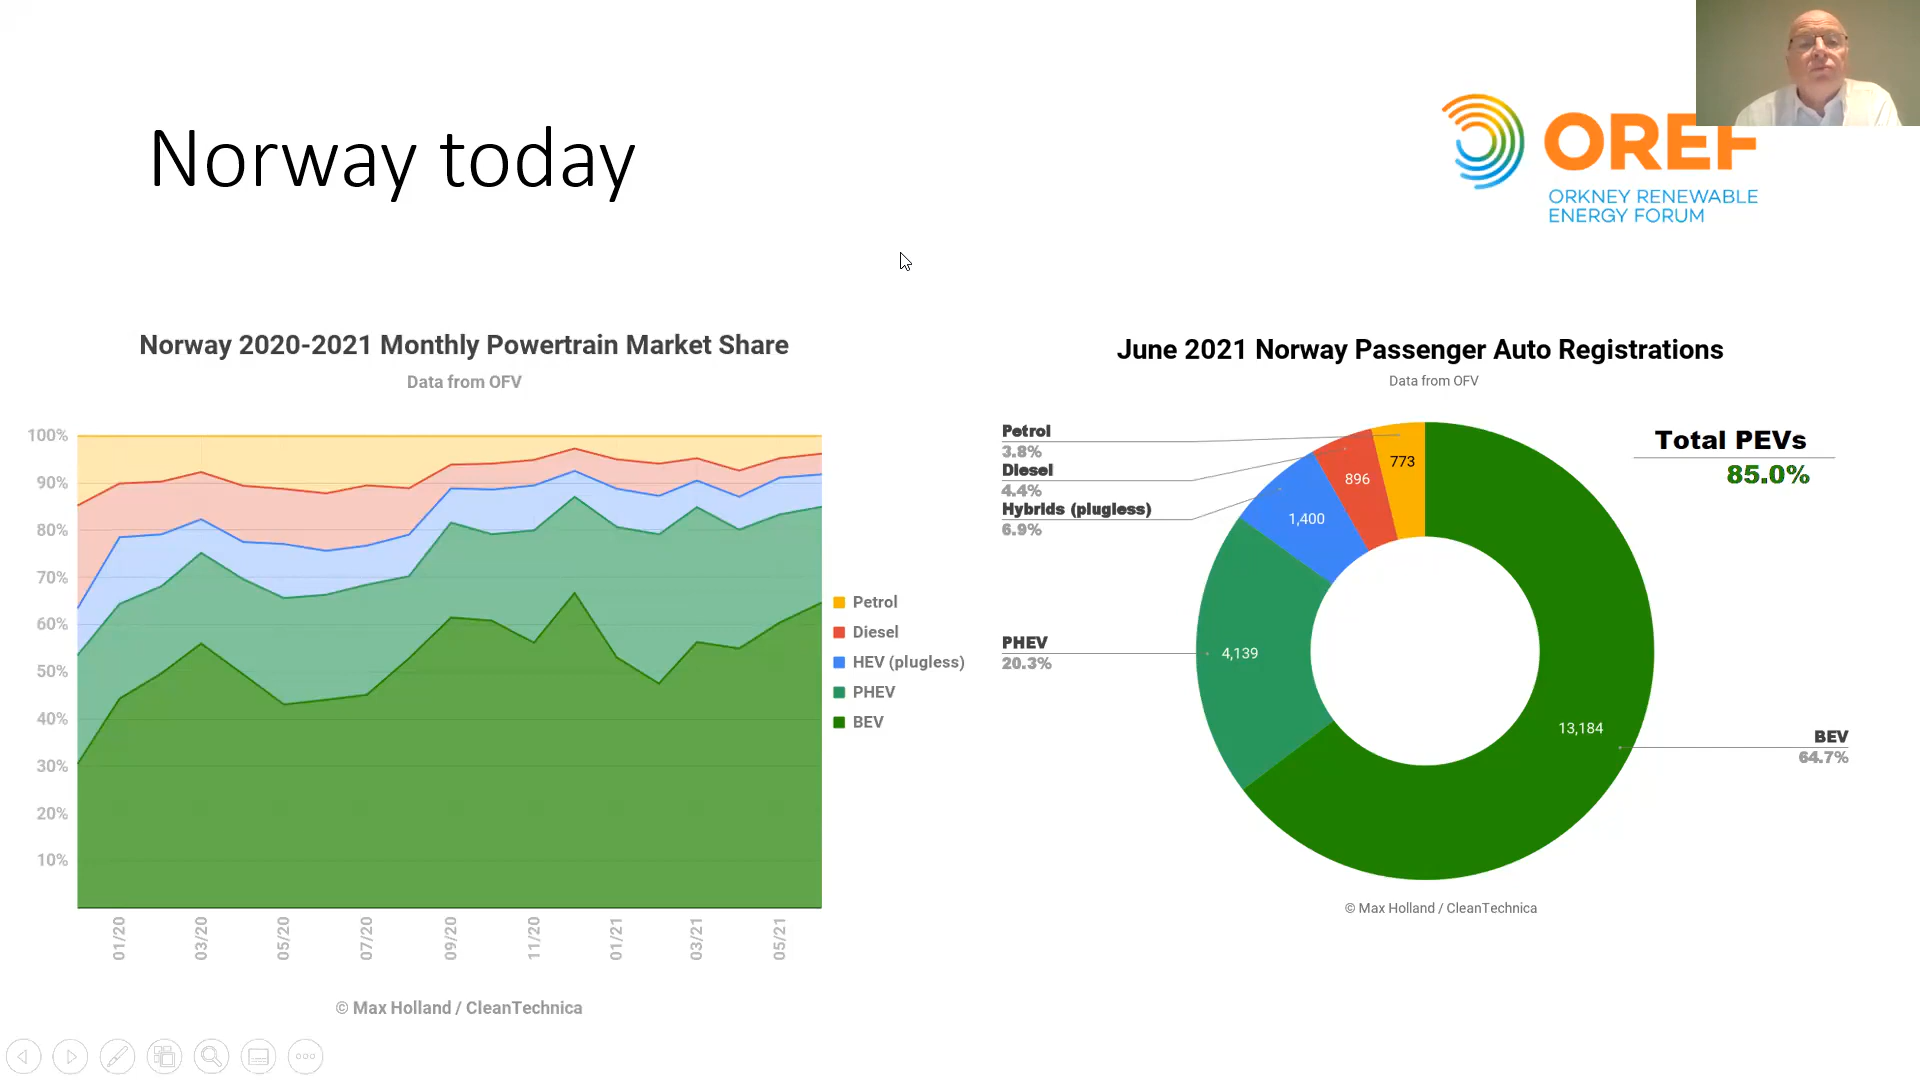 Norway today
OREF
ORKNEY RENEWABLE
ENERGY FORUM
Norway 2020-2021 Monthly Powertrain Market Share
Data from OFV
100%
90%
80%
70%
60%
50%
40%
30%
20%
10%
01/20
03/20
05/20
07/20
09/20
11/20
01/21
03/21
05/21
Petrol
Diesel
HEV (plugless)
PHEV
BEV
© Max Holland / CleanTechnica
June 2021 Norway Passenger Auto Registrations
Data from OFV
Petrol
3.8%
Diesel
4.4%
Hybrids (plugless)
6.9%
PHEV
20.3%
773
896
1,400
4,139
13,184
Total PEVs
85.0%
BEV
64.7%
© Max Holland / CleanTechnica